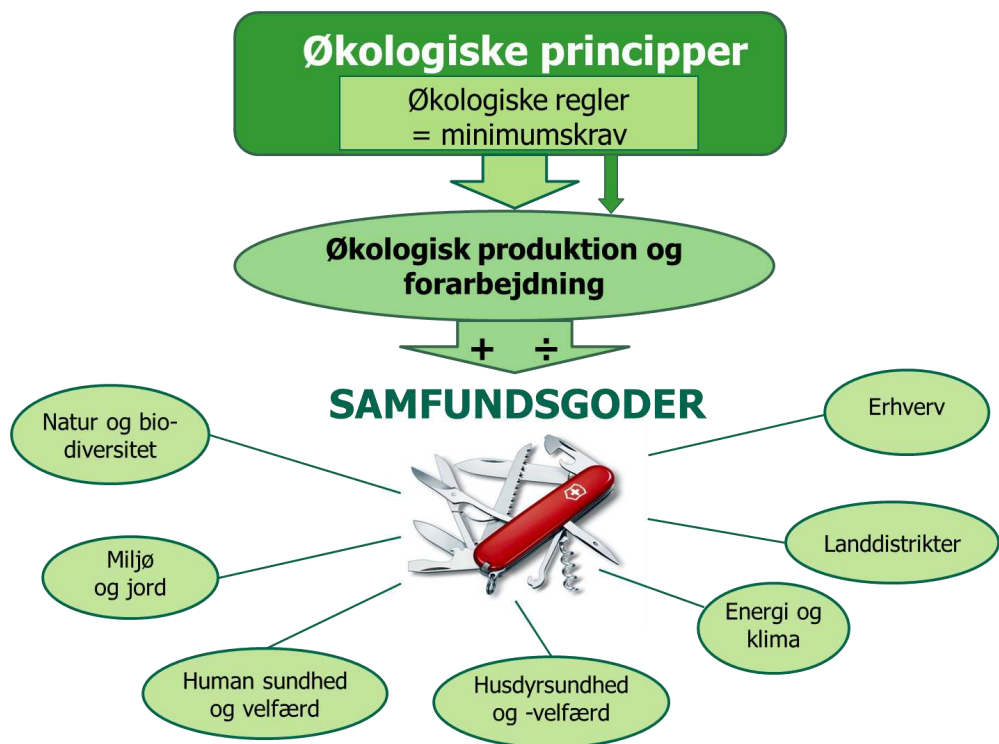 Økologiske principper
Økologiske regler
= minimumskrav
Økologisk produktion og
forarbejdning
+ ÷
SAMFUNDSGODER
Natur og bio-
diversitet
Erhverv
Miljø
og jord
Landdistrikter
Energi og
klima
Human sundhed
og velfærd
Husdyrsundhed
og -velfærd